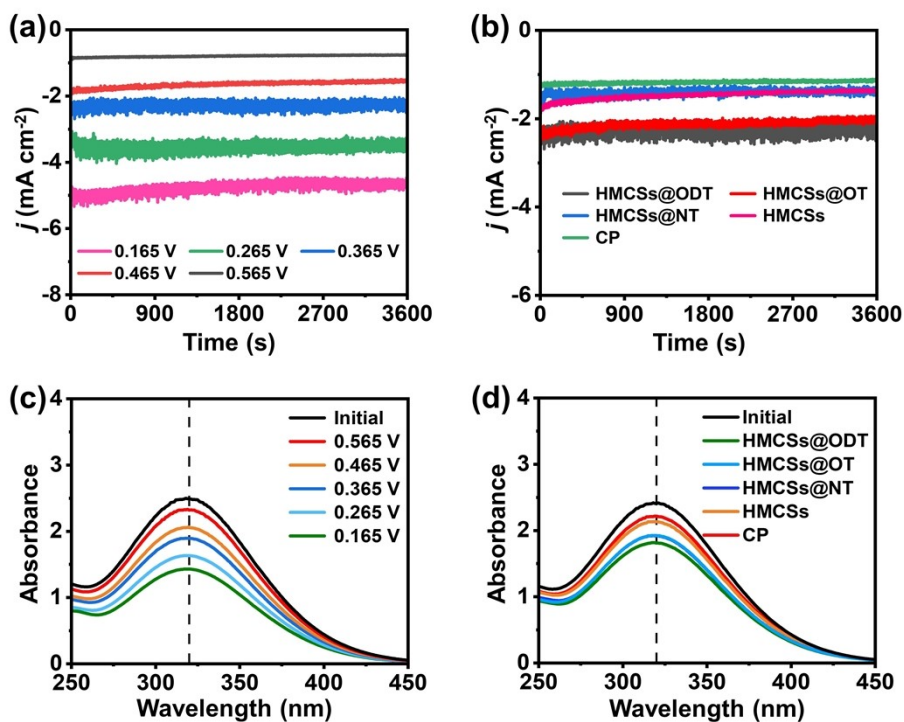 (a)
0
-2
-4
-6
-8
j (mA cm⁻²)
0.165 V 0.265 V 0.365 V
0.465 V 0.565 V
0 900 1800 2700 3600
Time (s)
(b)
0
-2
-4
-6
j (mA cm⁻²)
HMCSs@ODT HMCSs@OT
HMCSs@NT HMCSs
CP
0 900 1800 2700 3600
Time (s)
(c)
4
3
2
1
0
Absorbance
Initial
0.565 V
0.465 V
0.365 V
0.265 V
0.165 V
250 300 350 400 450
Wavelength (nm)
(d)
4
3
2
1
0
Absorbance
Initial
HMCSs@ODT
HMCSs@OT
HMCSs@NT
HMCSs
CP
250 300 350 400 450
Wavelength (nm)